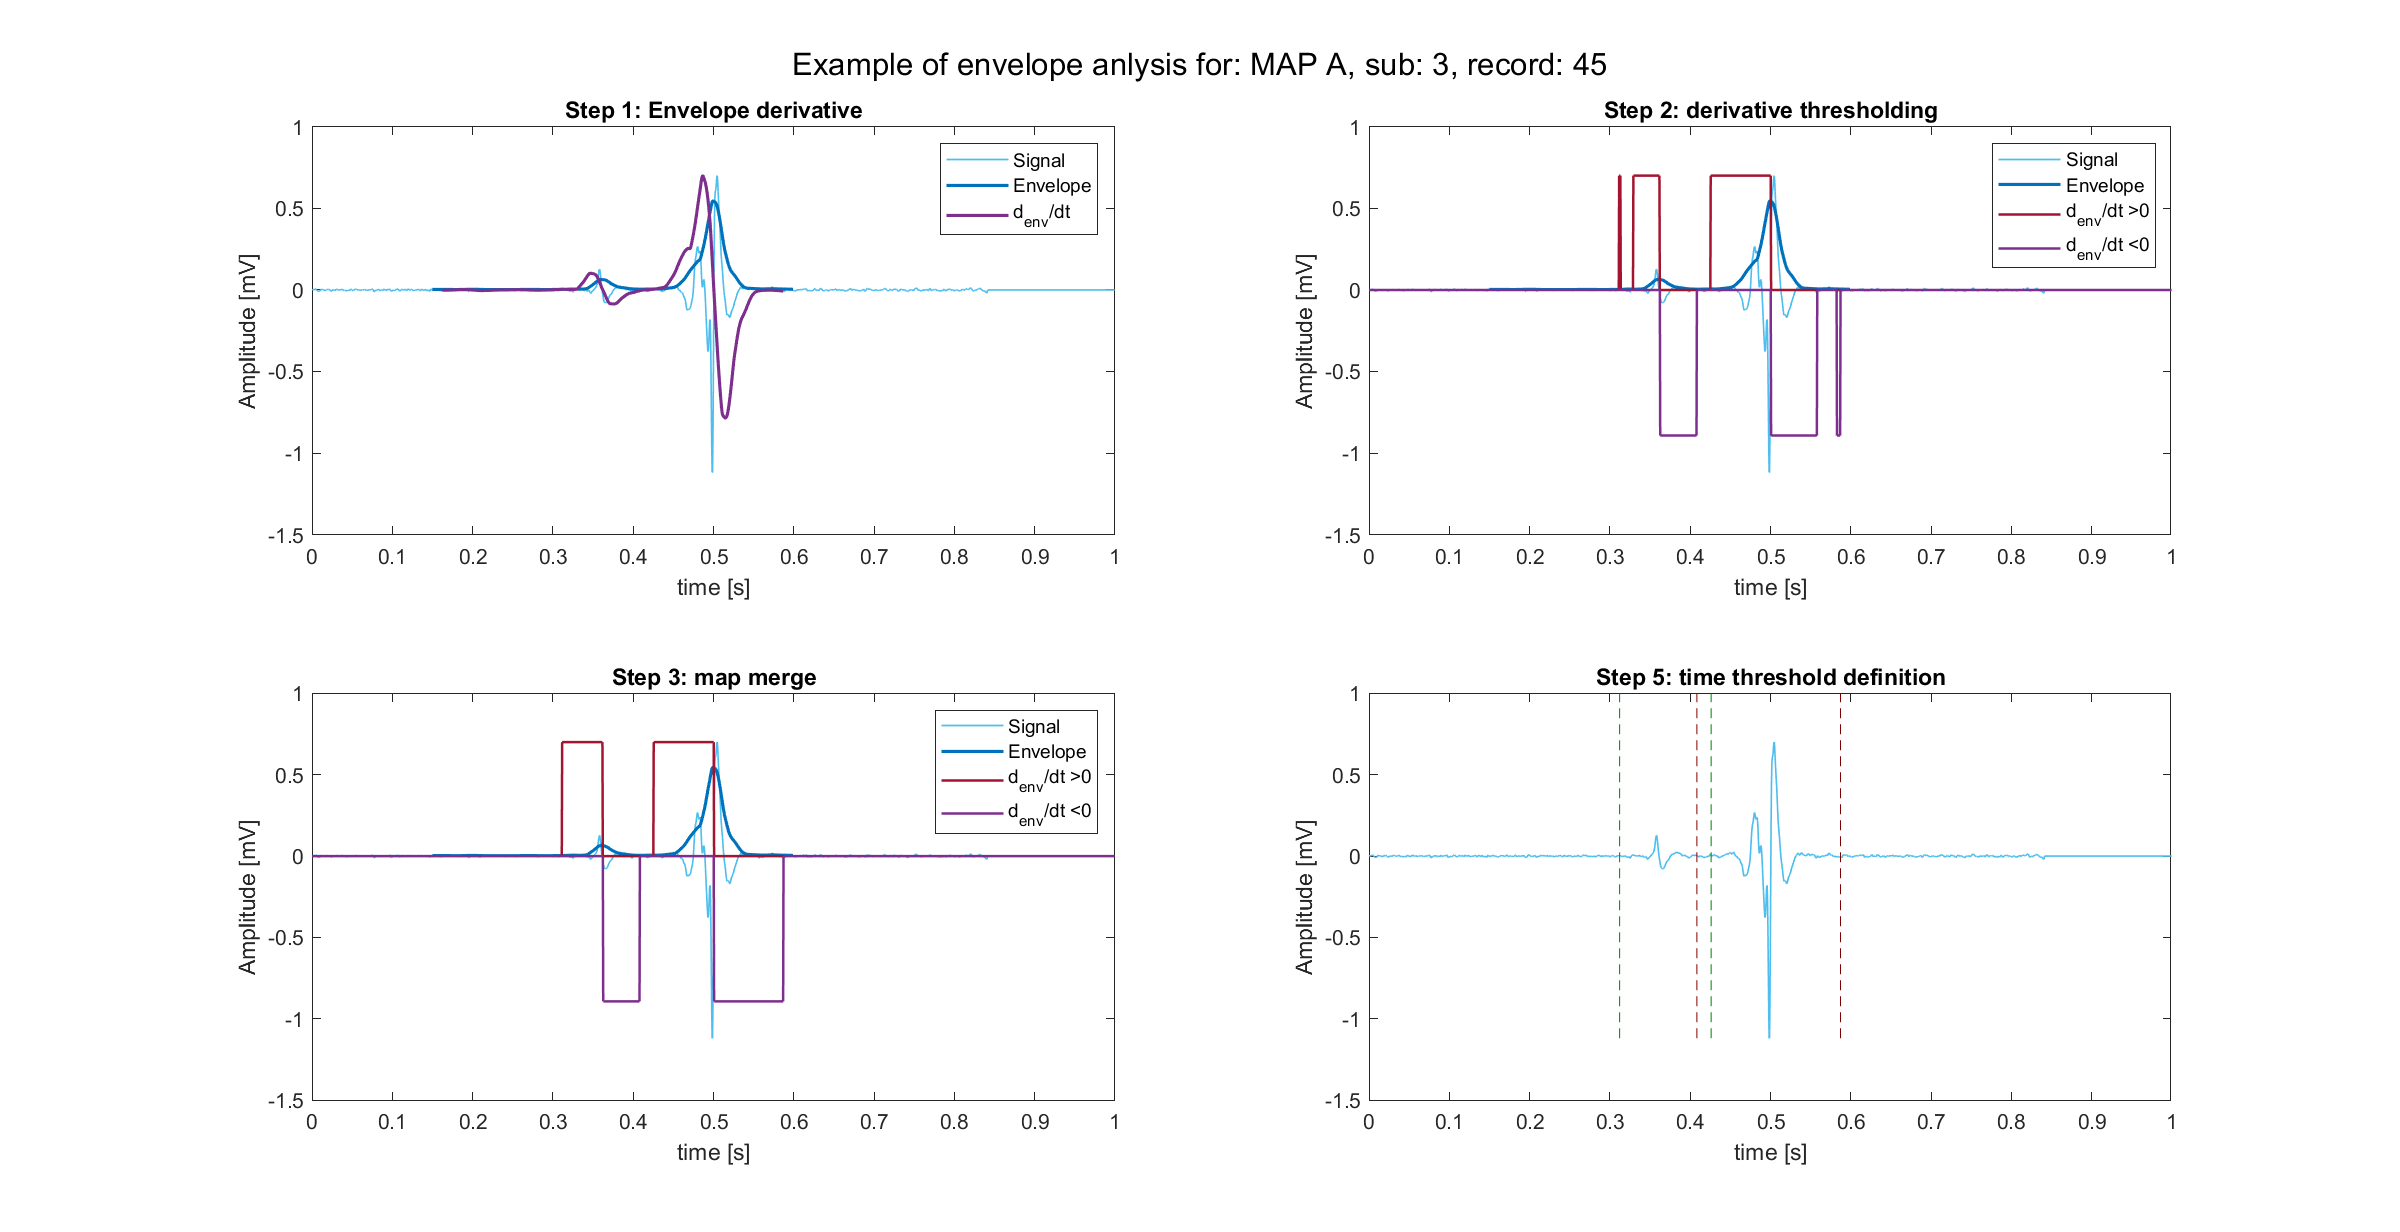 Example of envelope anlysis for: MAP A, sub: 3, record: 45
Step 1: Envelope derivative
1
0.5
0
-0.5
-1
-1.5
Amplitude [mV]
Signal
Envelope
d_env/dt
0 0.1 0.2 0.3 0.4 0.5 0.6 0.7 0.8 0.9 1
time [s]
Step 2: derivative thresholding
1
0.5
0
-0.5
-1
-1.5
Amplitude [mV]
Signal
Envelope
d_env/dt >0
d_env/dt <0
0 0.1 0.2 0.3 0.4 0.5 0.6 0.7 0.8 0.9 1
time [s]
Step 3: map merge
1
0.5
0
-0.5
-1
-1.5
Amplitude [mV]
Signal
Envelope
d_env/dt >0
d_env/dt <0
0 0.1 0.2 0.3 0.4 0.5 0.6 0.7 0.8 0.9 1
time [s]
Step 5: time threshold definition
1
0.5
0
-0.5
-1
-1.5
Amplitude [mV]
0 0.1 0.2 0.3 0.4 0.5 0.6 0.7 0.8 0.9 1
time [s]